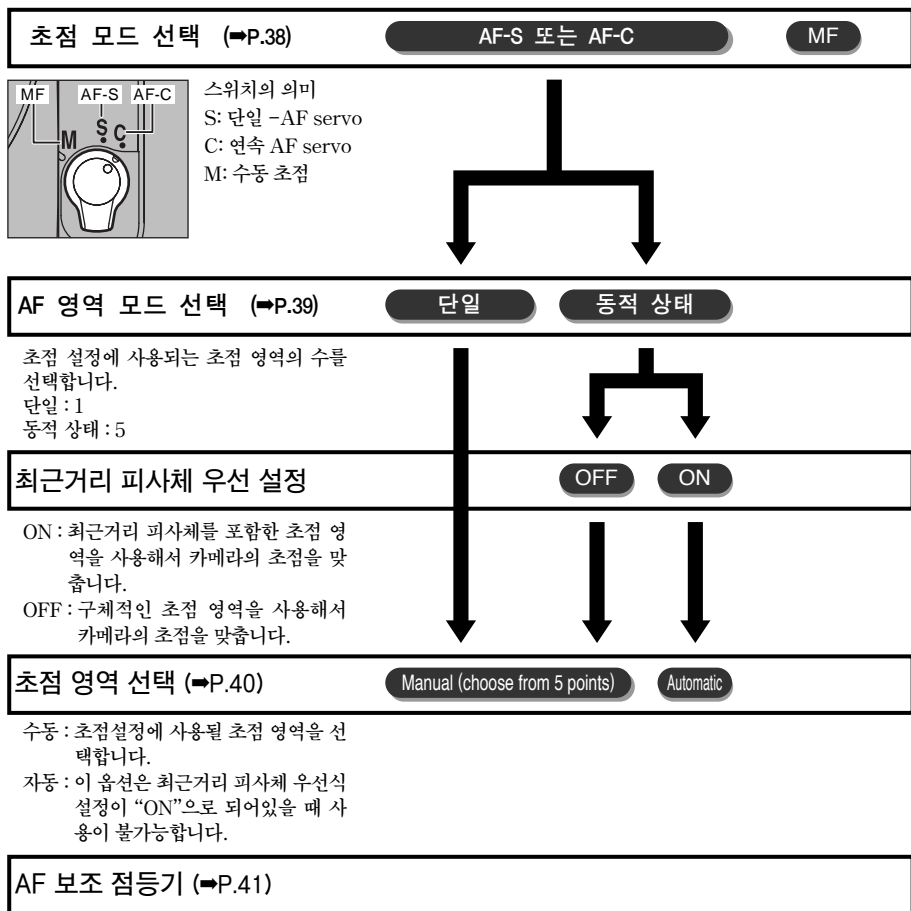 초점 모드 선택 (➡P.38)
AF-S 또는 AF-C
MF
MF AF-S AF-C
M S C
스위치의 의미
S: 단일 -AF servo
C: 연속 AF servo
M: 수동 초점
AF 영역 모드 선택 (➡P.39)
단일
동적 상태
초점 설정에 사용되는 초점 영역의 수를
선택합니다.
단일 : 1
동적 상태 : 5
최근거리 피사체 우선 설정
OFF
ON
ON : 최근거리 피사체를 포함한 초점 영
역을 사용해서 카메라의 초점을 맞
춥니다.
OFF : 구체적인 초점 영역을 사용해서
카메라의 초점을 맞춥니다.
초점 영역 선택 (➡P.40)
Manual (choose from 5 points)
Automatic
수동 : 초점설정에 사용될 초점 영역을 선
택합니다.
자동 : 이 옵션은 최근거리 피사체 우선식
설정이 “ON”으로 되어있을 때 사
용이 불가능합니다.
AF 보조 점등기 (➡P.41)